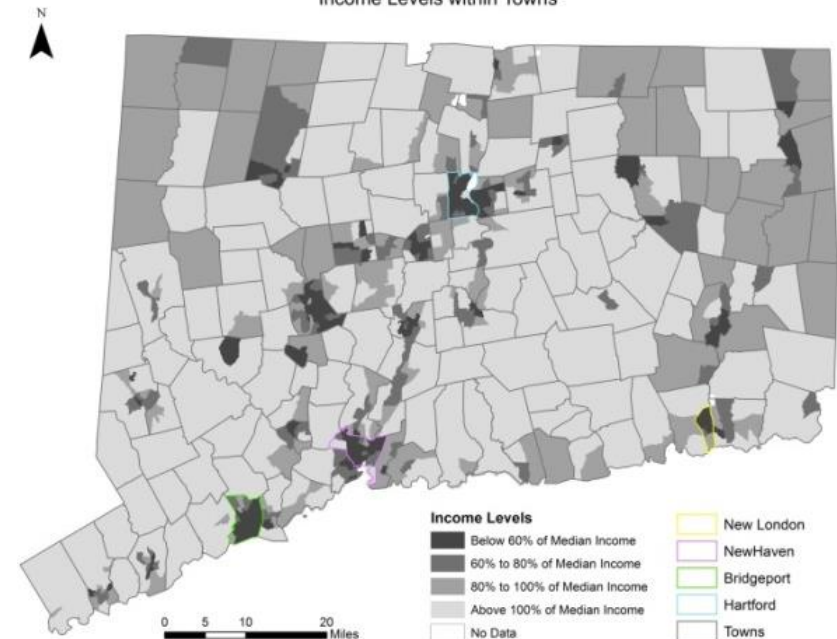 Income Levels within Towns
N
Income Levels
Below 60% of Median Income
60% to 80% of Median Income
80% to 100% of Median Income
Above 100% of Median Income
No Data
New London
NewHaven
Bridgeport
Hartford
Towns
0 5 10 20
Miles